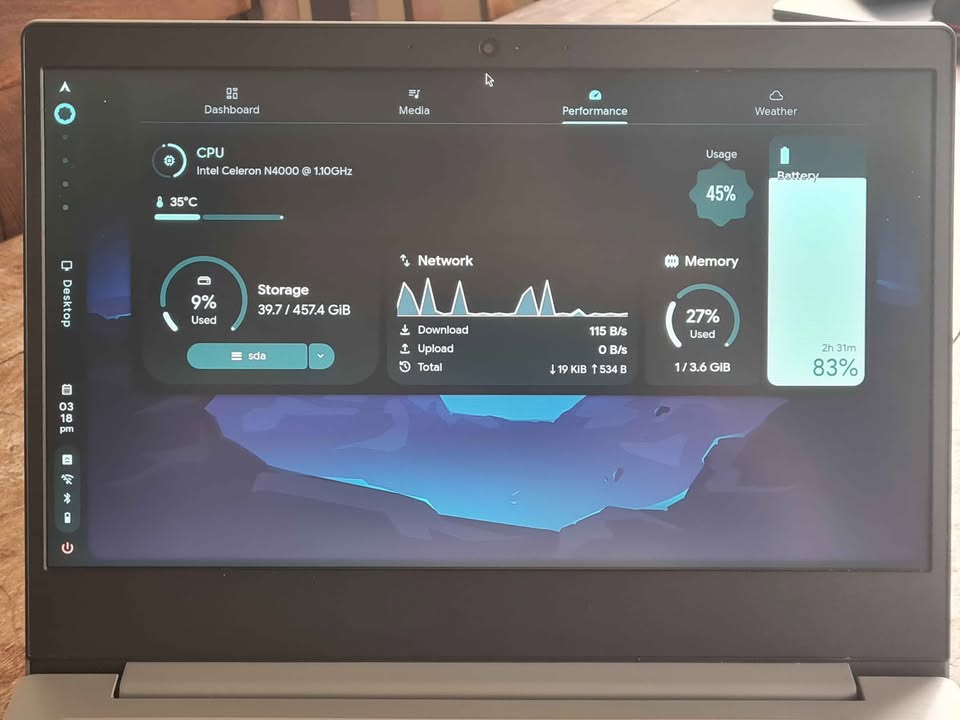 Dashboard
Media
Performance
Weather
CPU
Intel Celeron N4000 @ 1.10GHz
35°C
Usage
45%
Battery
2h 31m
83%
9%
Used
Storage
39.7 / 457.4 GiB
sda
Network
Download 115 B/s
Upload 0 B/s
Total ↓19 KiB ↑534 B
Memory
27%
Used
1 / 3.6 GiB
Desktop
03
18
pm